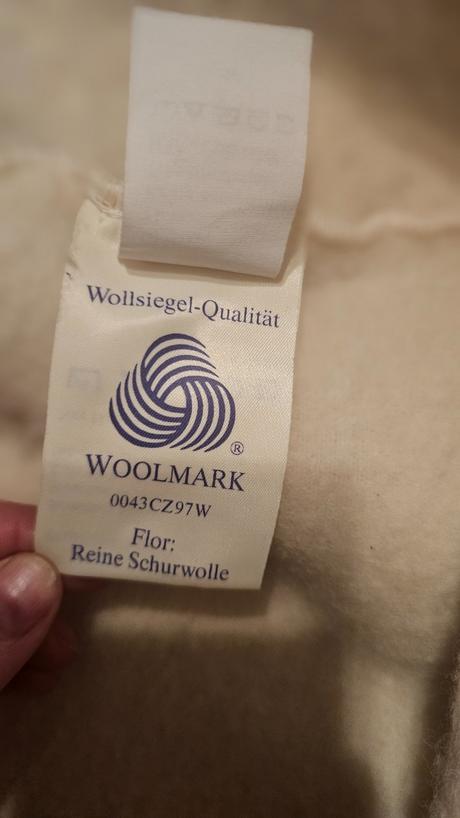 Wollsiegel-Qualität
®
WOOLMARK
0043CZ97W
Flor:
Reine Schurwolle